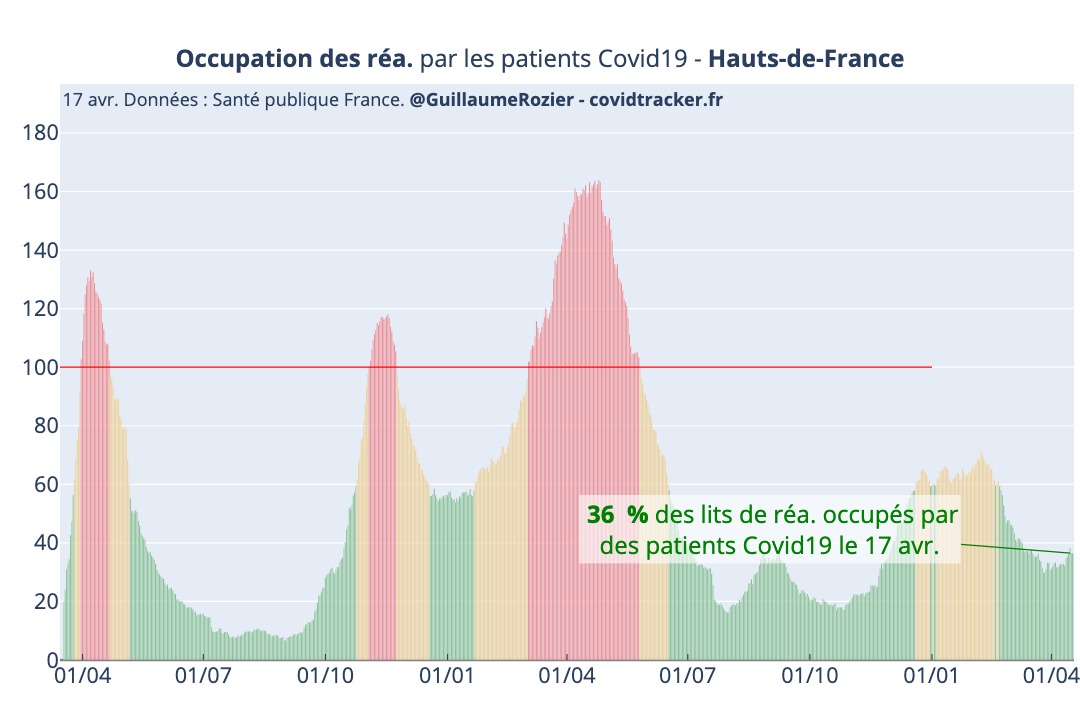 Occupation des réa. par les patients Covid19 - Hauts-de-France
17 avr. Données : Santé publique France. @GuillaumeRozier - covidtracker.fr
180
160
140
120
100
80
60
40
20
0
36  % des lits de réa. occupés par
des patients Covid19 le 17 avr.
01/04 01/07 01/10 01/01 01/04 01/07 01/10 01/01 01/04